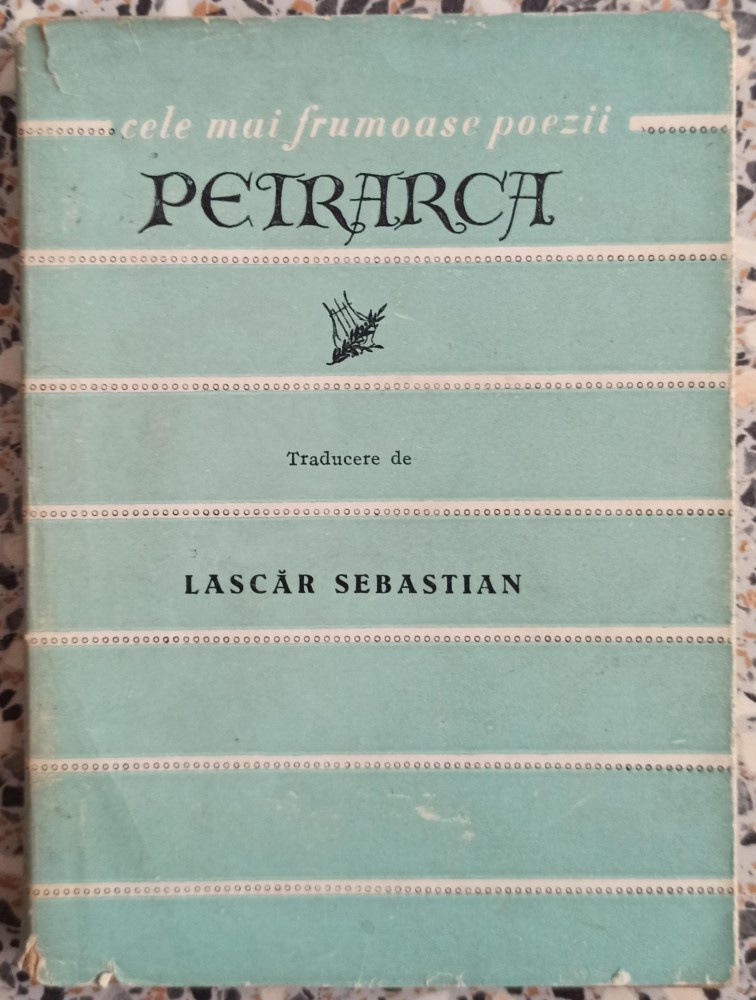 cele mai frumoase poezii
PETRARCA
Traducere de
LASCĂR SEBASTIAN